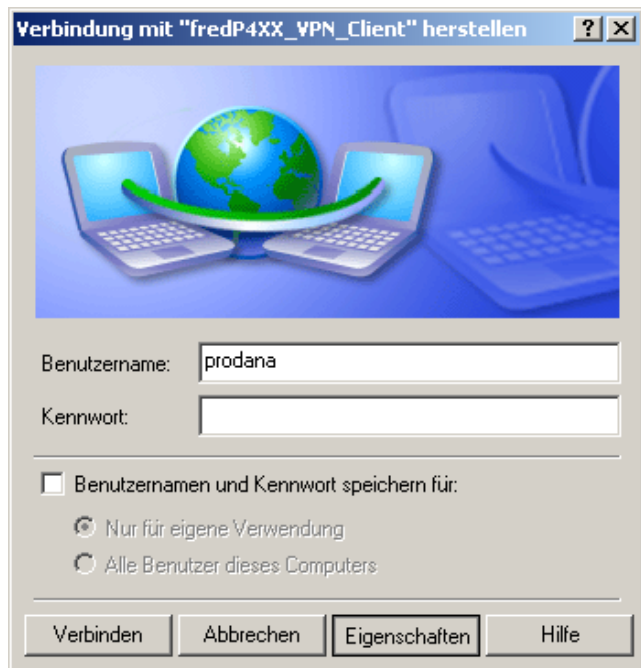 Verbindung mit "fredP4XX_VPN_Client" herstellen
Benutzername: prodana
Kennwort:
Benutzernamen und Kennwort speichern für:
Nur für eigene Verwendung
Alle Benutzer dieses Computers
Verbinden Abbrechen Eigenschaften Hilfe